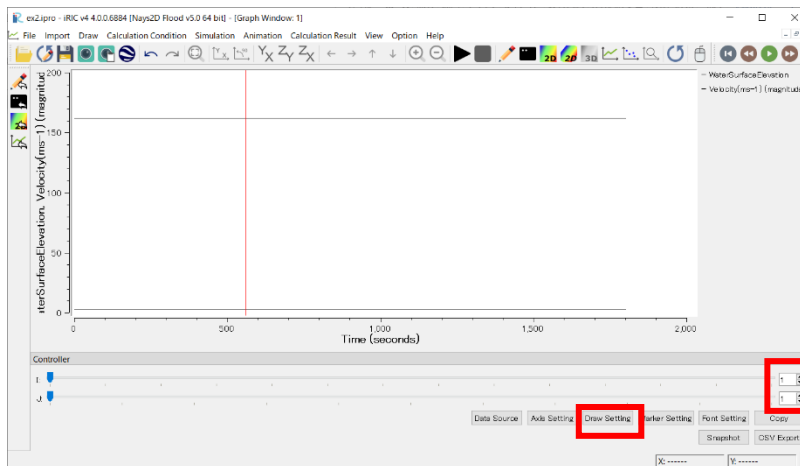 ex2.ipro - iRIC v4 4.0.0.6884 [Nays2D Flood v5.0 64 bit] - [Graph Window: 1]
File Import Draw Calculation Condition Simulation Animation Calculation Result View Option Help
2D 2D 3D
WaterSurfaceElevation
Velocity(ms-1) (magnitude
terSurfaceElevation, Velocity(ms-1) (magnitud
200
150
100
50
0
0 500 1,000 1,500 2,000
Time (seconds)
Controller
I: 1
J: 1
Data Source Axis Setting Draw Setting Marker Setting Font Setting Copy
Snapshot CSV Export
X: ------ Y: ------